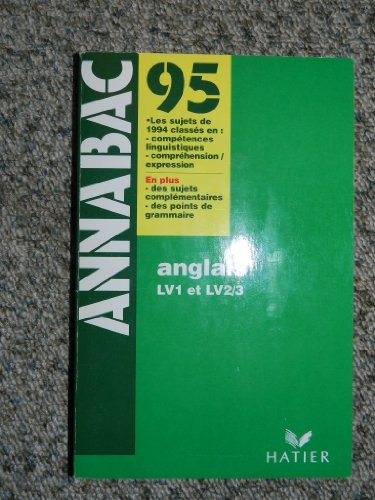 ANNABAC
95
•Les sujets de
1994 classés en :
- compétences
linguistiques
- compréhension /
expression
En plus
- des sujets
complémentaires
- des points de
grammaire
anglais
LV1 et LV2/3
HATIER